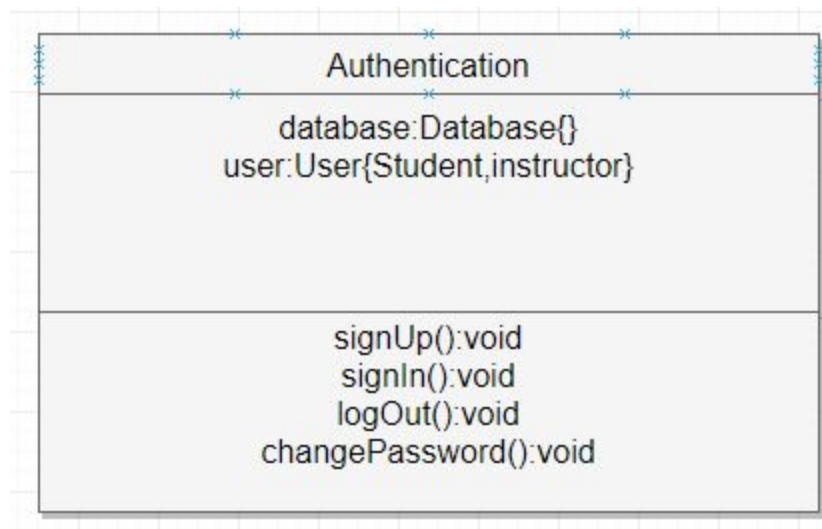 Authentication
database:Database{}
user:User{Student,instructor}
signUp():void
signIn():void
logOut():void
changePassword():void